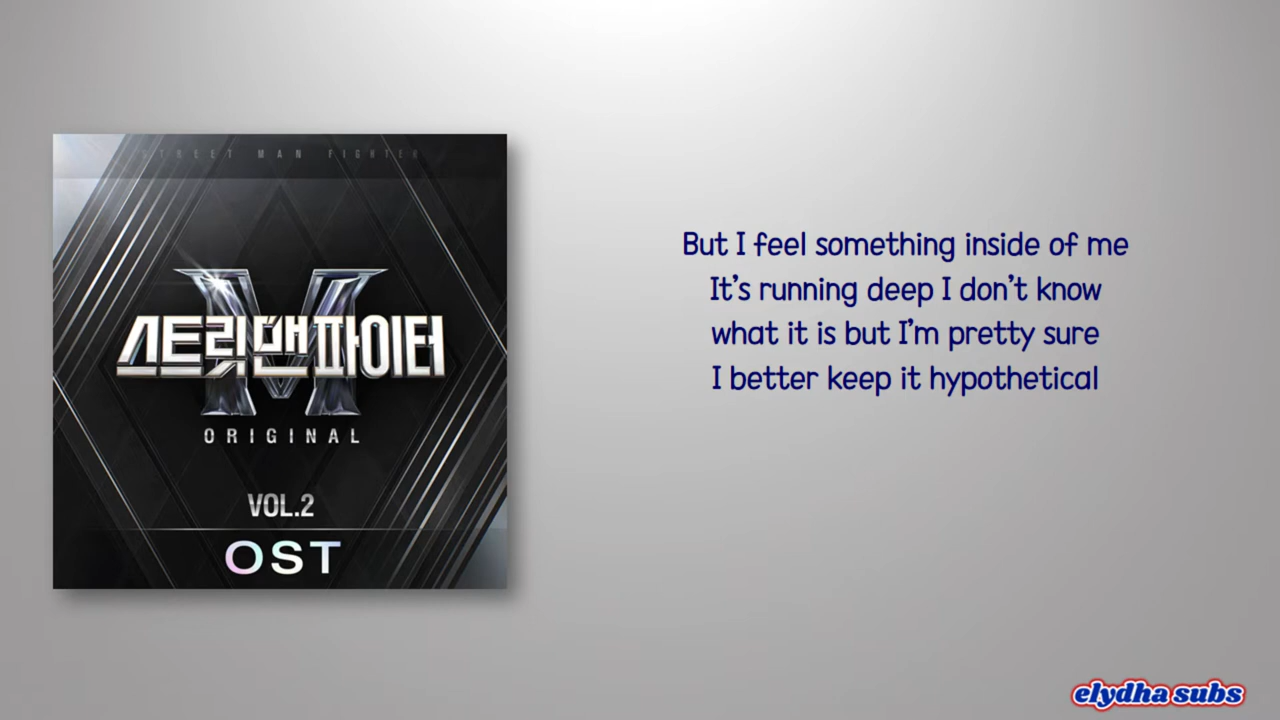 STREET MAN FIGHTER
스트릿맨파이터
M
ORIGINAL
VOL.2
OST
But I feel something inside of me
It's running deep I don't know
what it is but I'm pretty sure
I better keep it hypothetical
elydha subs